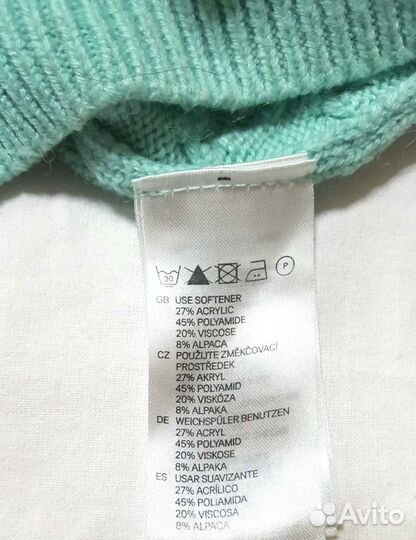 30
P
GB USE SOFTENER
27% ACRYLIC
45% POLYAMIDE
20% VISCOSE
8% ALPACA
CZ POUŽIJTE ZMĚKČOVACÍ
PROSTŘEDEK
27% AKRYL
45% POLYAMID
20% VISKÓZA
8% ALPAKA
DE WEICHSPÜLER BENUTZEN
27% ACRYL
45% POLYAMID
20% VISKOSE
8% ALPAKA
ES USAR SUAVIZANTE
27% ACRÍLICO
45% POLIAMIDA
20% VISCOSA
8% ALPACA
Avito